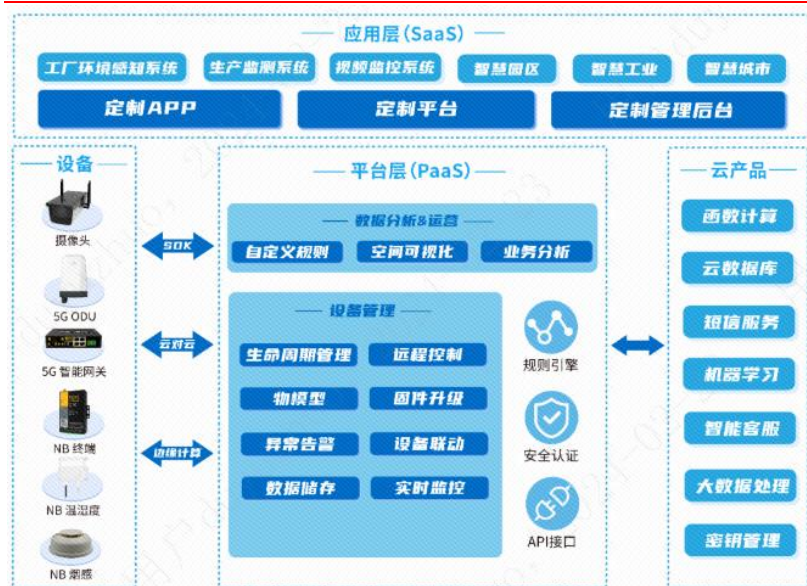 应用层(SaaS)
工厂环境感知系统 生产监测系统 视频监控系统 智慧园区 智慧工业 智慧城市
定制APP 定制平台 定制管理后台
设备
摄像头
5G ODU
5G 智能网关
NB 终端
NB 温湿度
NB 烟感
SDK
云对云
边缘计算
平台层(PaaS)
数据分析&运营
自定义规则 空间可视化 业务分析
设备管理
生命周期管理 远程控制
物模型 固件升级
异常告警 设备联动
数据储存 实时监控
规则引擎
安全认证
API接口
云产品
函数计算
云数据库
短信服务
机器学习
智能客服
大数据处理
密钥管理